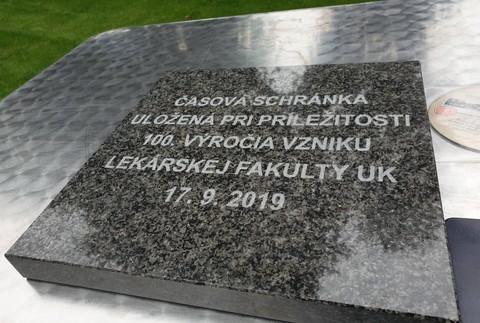 ČASOVÁ SCHRÁNKA
ULOŽENÁ PRI PRÍLEŽITOSTI
100. VÝROČIA VZNIKU
LEKÁRSKEJ FAKULTY UK
17. 9. 2019